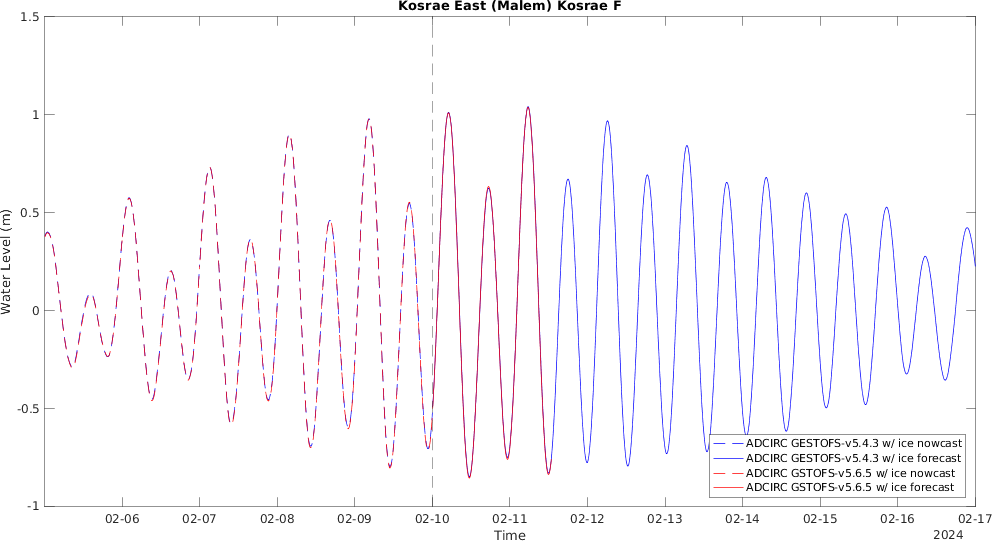 Kosrae East (Malem) Kosrae F
1.5
1
0.5
0
-0.5
-1
Water Level (m)
02-06 02-07 02-08 02-09 02-10 02-11 02-12 02-13 02-14 02-15 02-16 02-17
Time
2024
ADCIRC GESTOFS-v5.4.3 w/ ice nowcast
ADCIRC GESTOFS-v5.4.3 w/ ice forecast
ADCIRC GSTOFS-v5.6.5 w/ ice nowcast
ADCIRC GSTOFS-v5.6.5 w/ ice forecast